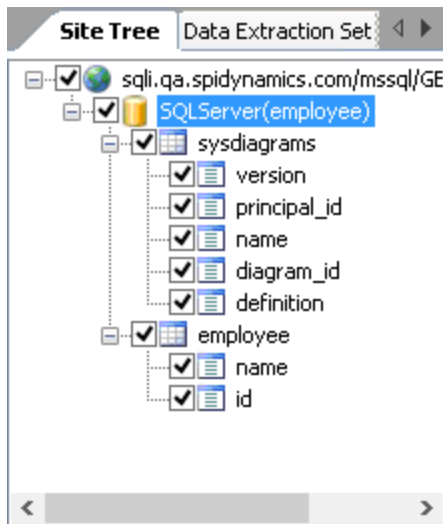 Site Tree
Data Extraction Set
sqli.qa.spidynamics.com/mssql/GE
SQLServer(employee)
sysdiagrams
version
principal_id
name
diagram_id
definition
employee
name
id